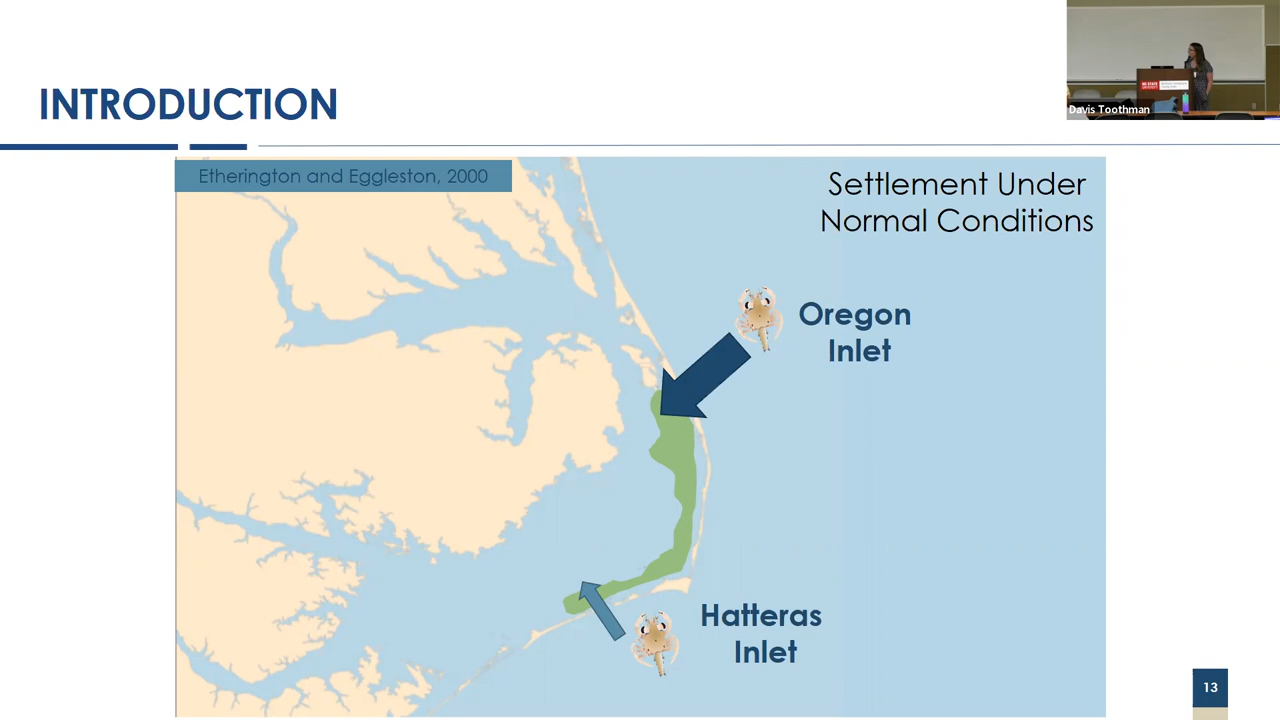 INTRODUCTION
Davis Toothman
Etherington and Eggleston, 2000
Settlement Under
Normal Conditions
Oregon
Inlet
Hatteras
Inlet
13